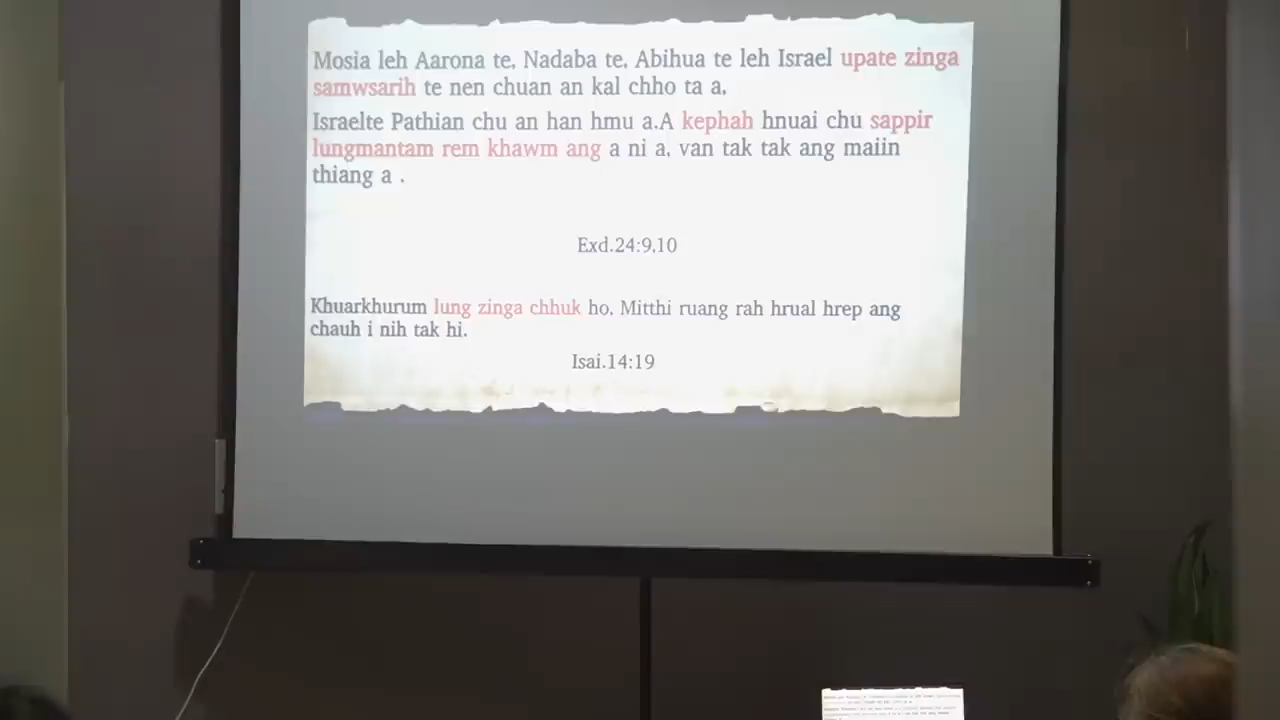 Mosia leh Aarona te, Nadaba te, Abihua te leh Israel upate zinga
samwsarih te nen chuan an kal chho ta a,
Israelte Pathian chu an han hmu a.A kephah hnuai chu sappir
lungmantam rem khawm ang a ni a, van tak tak ang maiin
thiang a .
Exd.24:9,10
Khuarkhurum lung zinga chhuk ho, Mitthi ruang rah hrual hrep ang
chauh i nih tak hi.
Isai.14:19